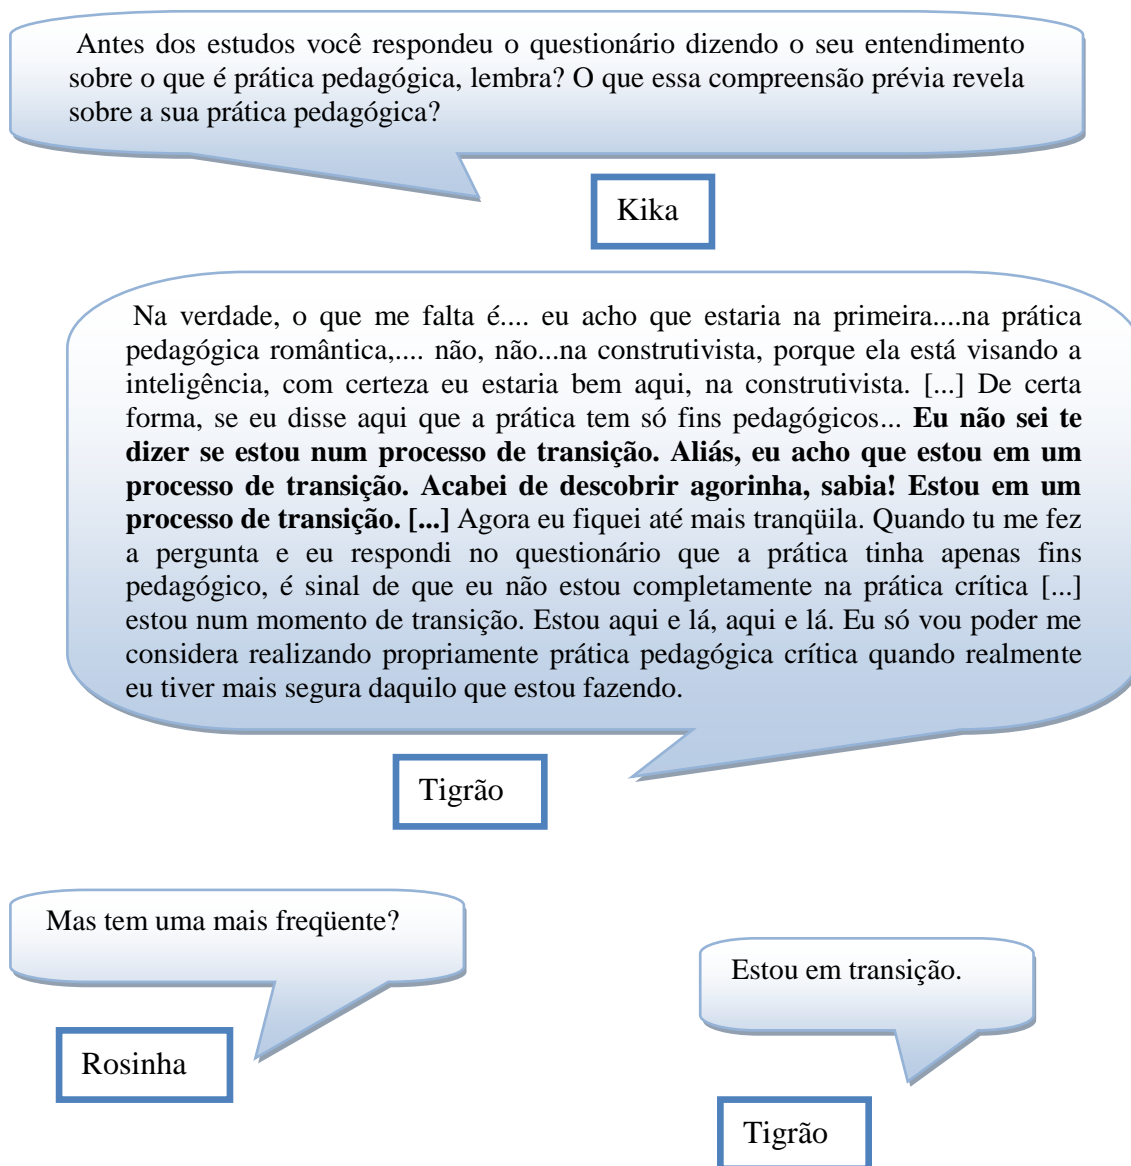 Antes dos estudos você respondeu o questionário dizendo o seu entendimento
sobre o que é prática pedagógica, lembra? O que essa compreensão prévia revela
sobre a sua prática pedagógica?
Kika
Na verdade, o que me falta é.... eu acho que estaria na primeira....na prática
pedagógica romântica,.... não, não...na construtivista, porque ela está visando a
inteligência, com certeza eu estaria bem aqui, na construtivista. [...] De certa
forma, se eu disse aqui que a prática tem só fins pedagógicos... Eu não sei te
dizer se estou num processo de transição. Aliás, eu acho que estou em um
processo de transição. Acabei de descobrir agorinha, sabia! Estou em um
processo de transição. [...] Agora eu fiquei até mais tranqüila. Quando tu me fez
a pergunta e eu respondi no questionário que a prática tinha apenas fins
pedagógico, é sinal de que eu não estou completamente na prática crítica [...]
estou num momento de transição. Estou aqui e lá, aqui e lá. Eu só vou poder me
considera realizando propriamente prática pedagógica crítica quando realmente
eu tiver mais segura daquilo que estou fazendo.
Tigrão
Mas tem uma mais freqüente?
Rosinha
Estou em transição.
Tigrão